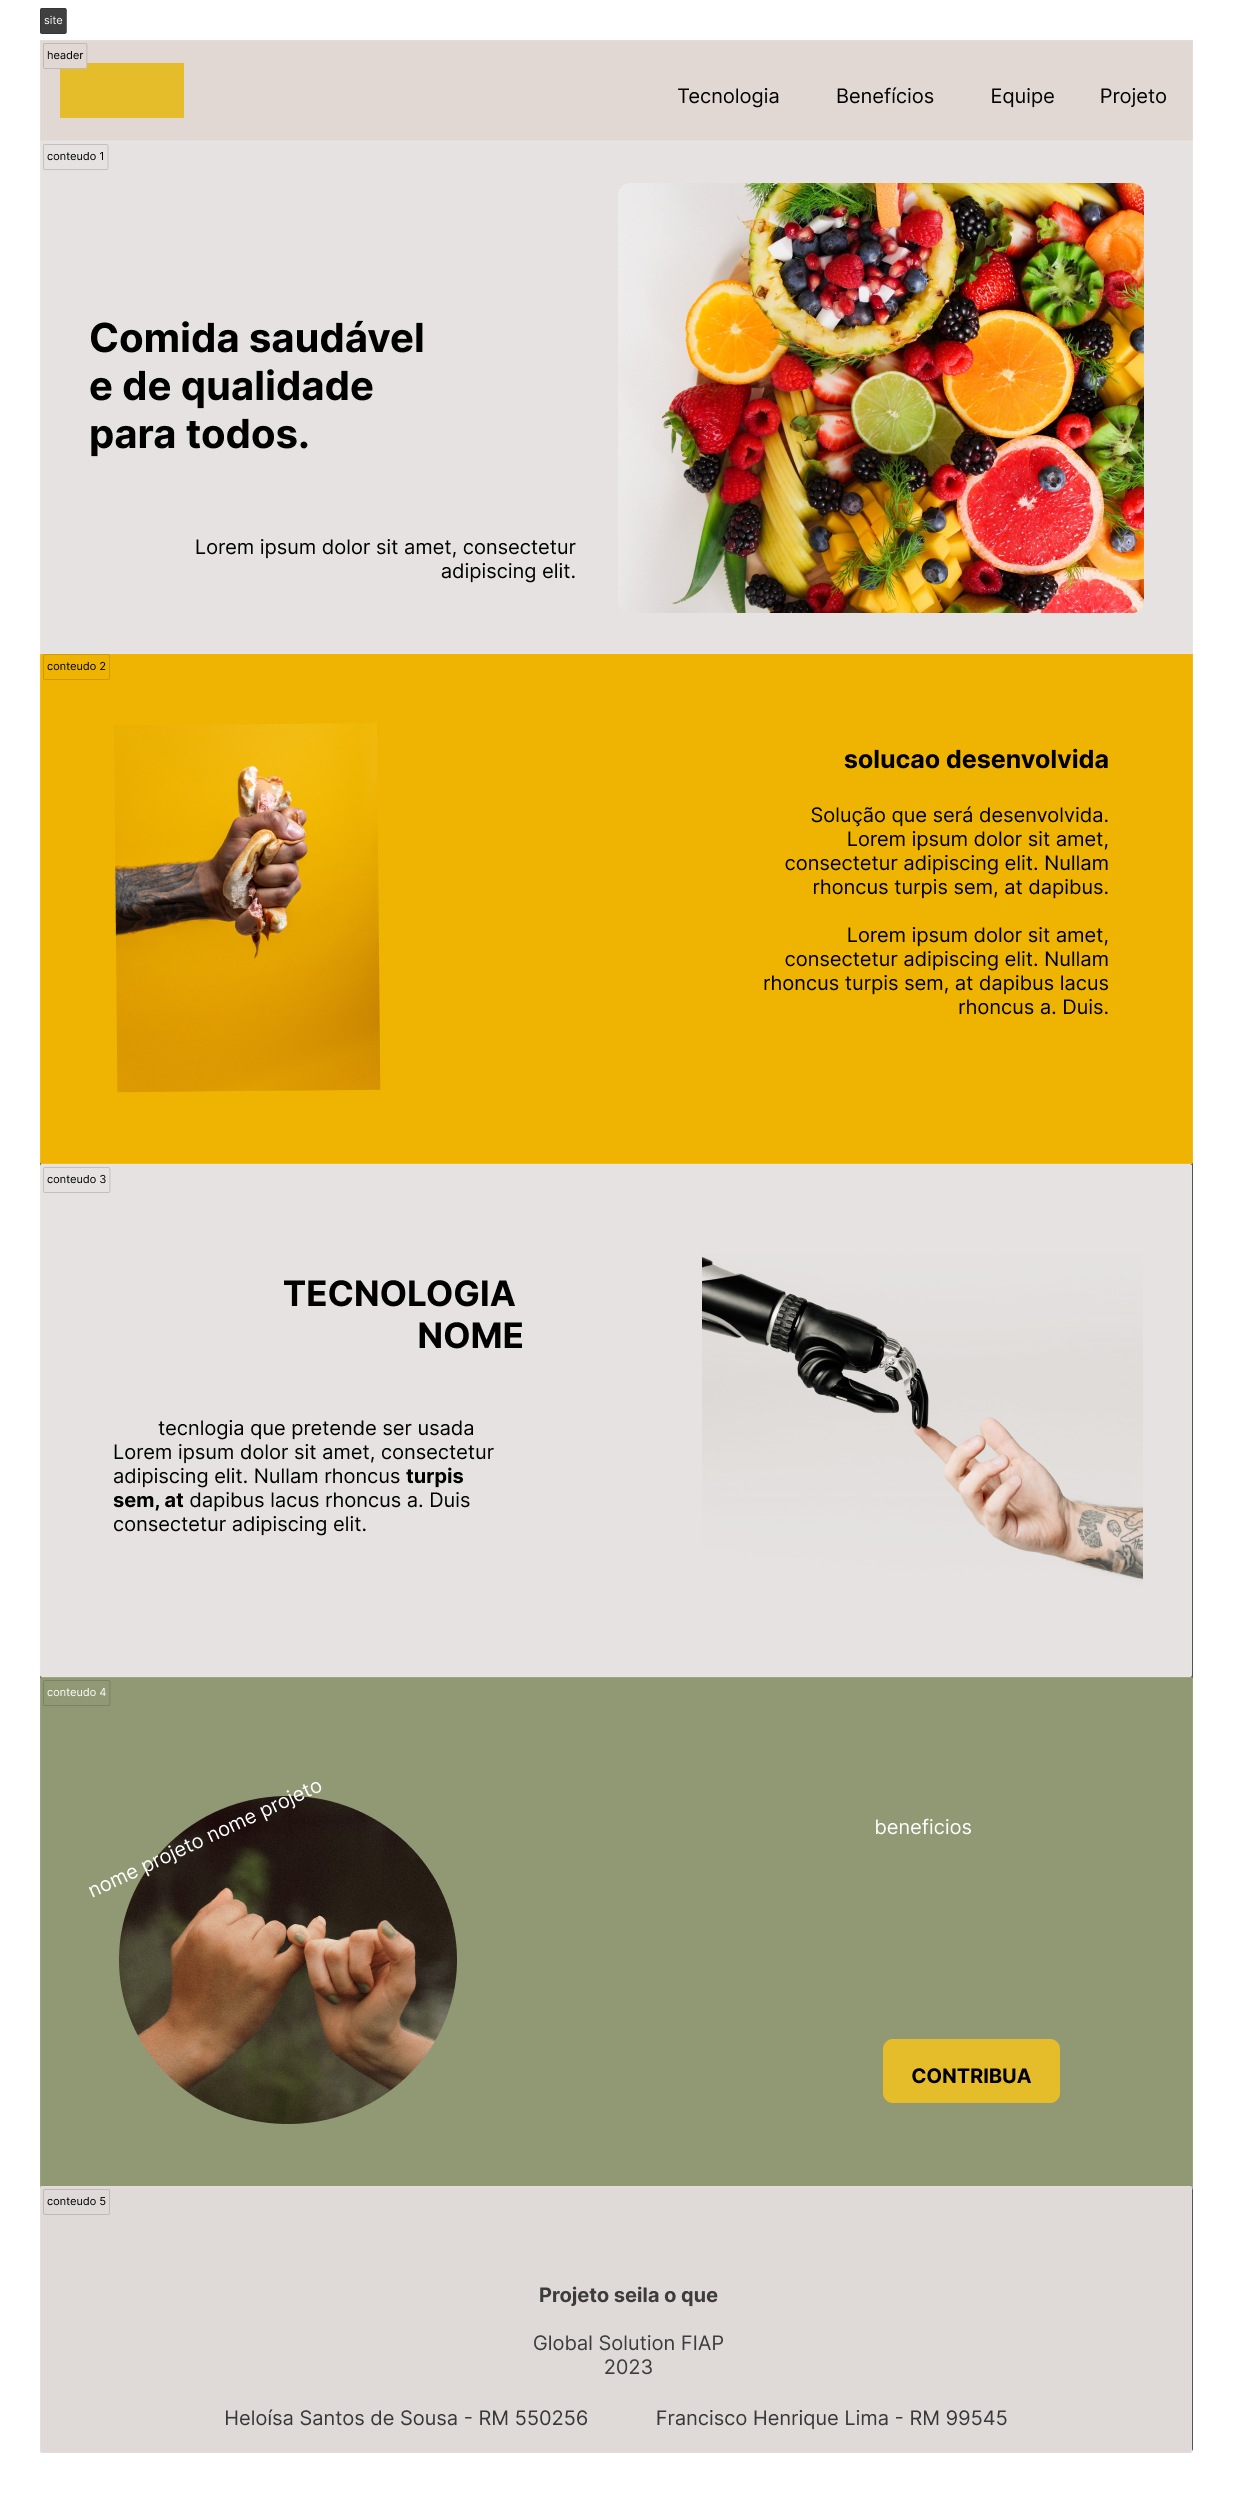 site
header
Tecnologia Benefícios Equipe Projeto
conteudo 1
Comida saudável
e de qualidade
para todos.
Lorem ipsum dolor sit amet, consectetur
adipiscing elit.
conteudo 2
solucao desenvolvida
Solução que será desenvolvida.
Lorem ipsum dolor sit amet,
consectetur adipiscing elit. Nullam
rhoncus turpis sem, at dapibus.
Lorem ipsum dolor sit amet,
consectetur adipiscing elit. Nullam
rhoncus turpis sem, at dapibus lacus
rhoncus a. Duis.
conteudo 3
TECNOLOGIA
NOME
tecnlogia que pretende ser usada
Lorem ipsum dolor sit amet, consectetur
adipiscing elit. Nullam rhoncus turpis
sem, at dapibus lacus rhoncus a. Duis
consectetur adipiscing elit.
conteudo 4
nome projeto nome projeto
beneficios
CONTRIBUA
conteudo 5
Projeto seila o que
Global Solution FIAP
2023
Heloísa Santos de Sousa - RM 550256 Francisco Henrique Lima - RM 99545